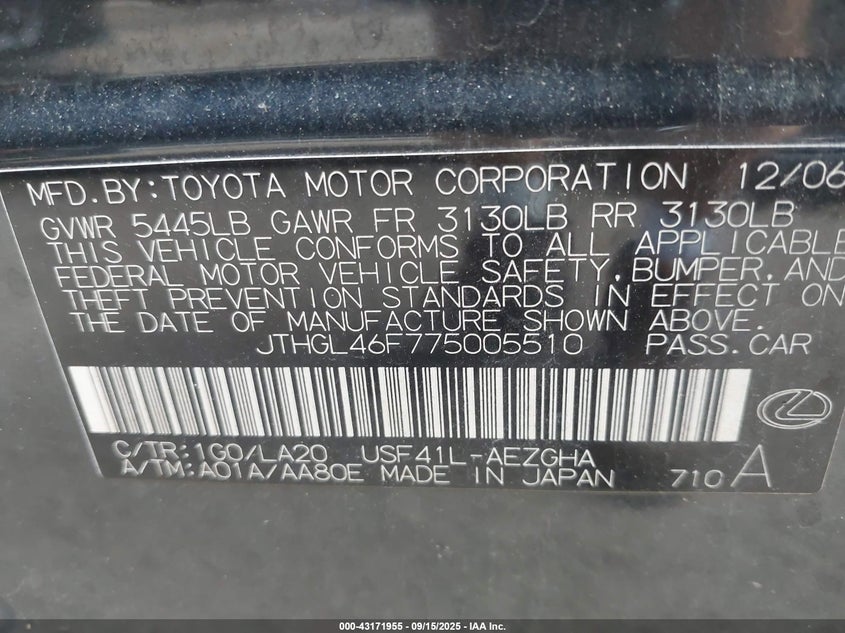 MFD.BY:TOYOTA MOTOR CORPORATION 12/06
GVWR 5445LB GAWR FR 3130LB RR 3130LB
THIS VEHICLE CONFORMS TO ALL APPLICABLE
FEDERAL MOTOR VEHICLE SAFETY,BUMPER,AND
THEFT PREVENTION STANDARDS IN EFFECT ON
THE DATE OF MANUFACTURE SHOWN ABOVE.
JTHGL46F775005510 PASS.CAR
C/TR:1G0/LA20 USF41L-AEZGHA
A/TM:A01A/AA80E MADE IN JAPAN 710 A
000-43171955 - 09/15/2025 - IAA Inc.